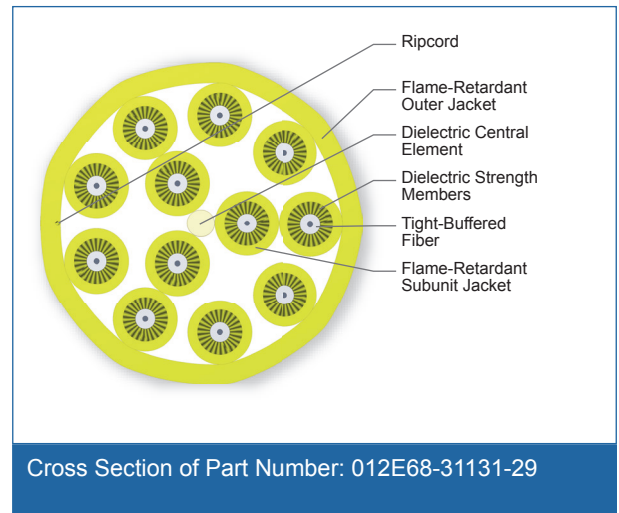 Ripcord
Flame-Retardant
Outer Jacket
Dielectric Central
Element
Dielectric Strength
Members
Tight-Buffered
Fiber
Flame-Retardant
Subunit Jacket
Cross Section of Part Number: 012E68-31131-29